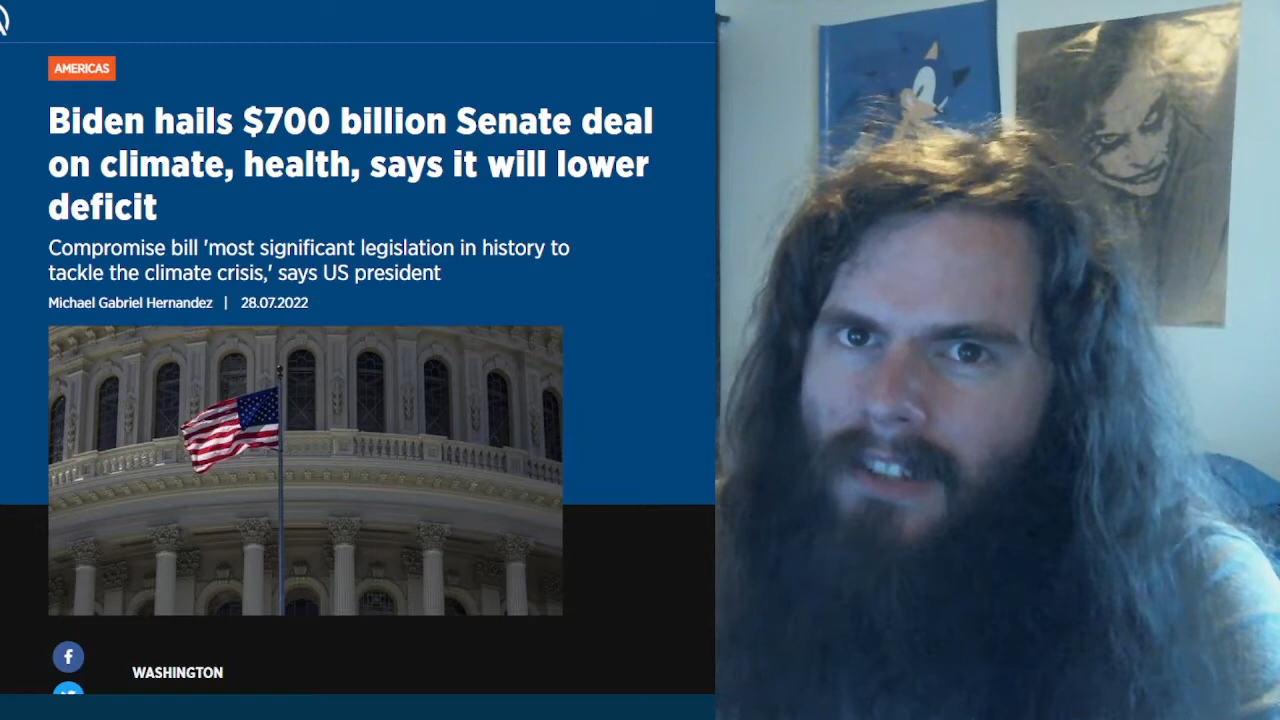 AMERICAS
Biden hails $700 billion Senate deal
on climate, health, says it will lower
deficit
Compromise bill 'most significant legislation in history to
tackle the climate crisis,' says US president
Michael Gabriel Hernandez | 28.07.2022
f
WASHINGTON